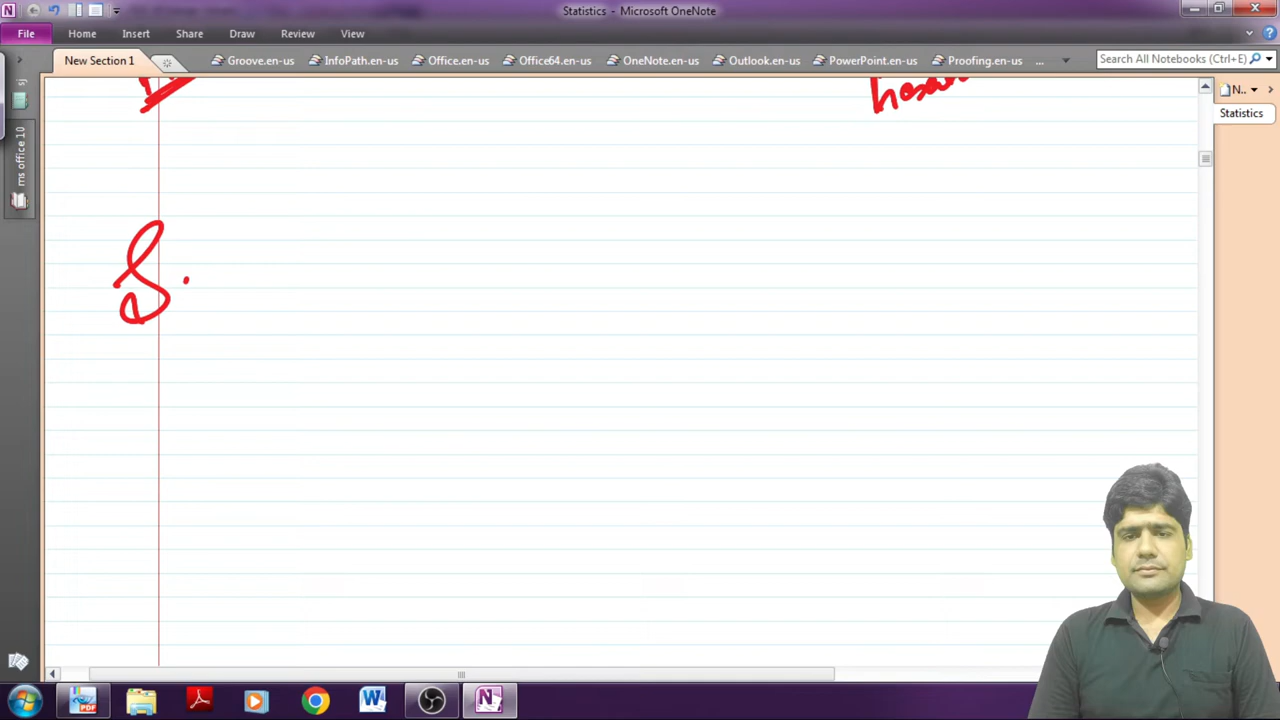 Statistics - Microsoft OneNote
File Home Insert Share Draw Review View
New Section 1 Groove.en-us InfoPath.en-us Office.en-us Office64.en-us OneNote.en-us Outlook.en-us PowerPoint.en-us Proofing.en-us ... Search All Notebooks (Ctrl+E)
N..
Statistics
sj
ms office 10
S.